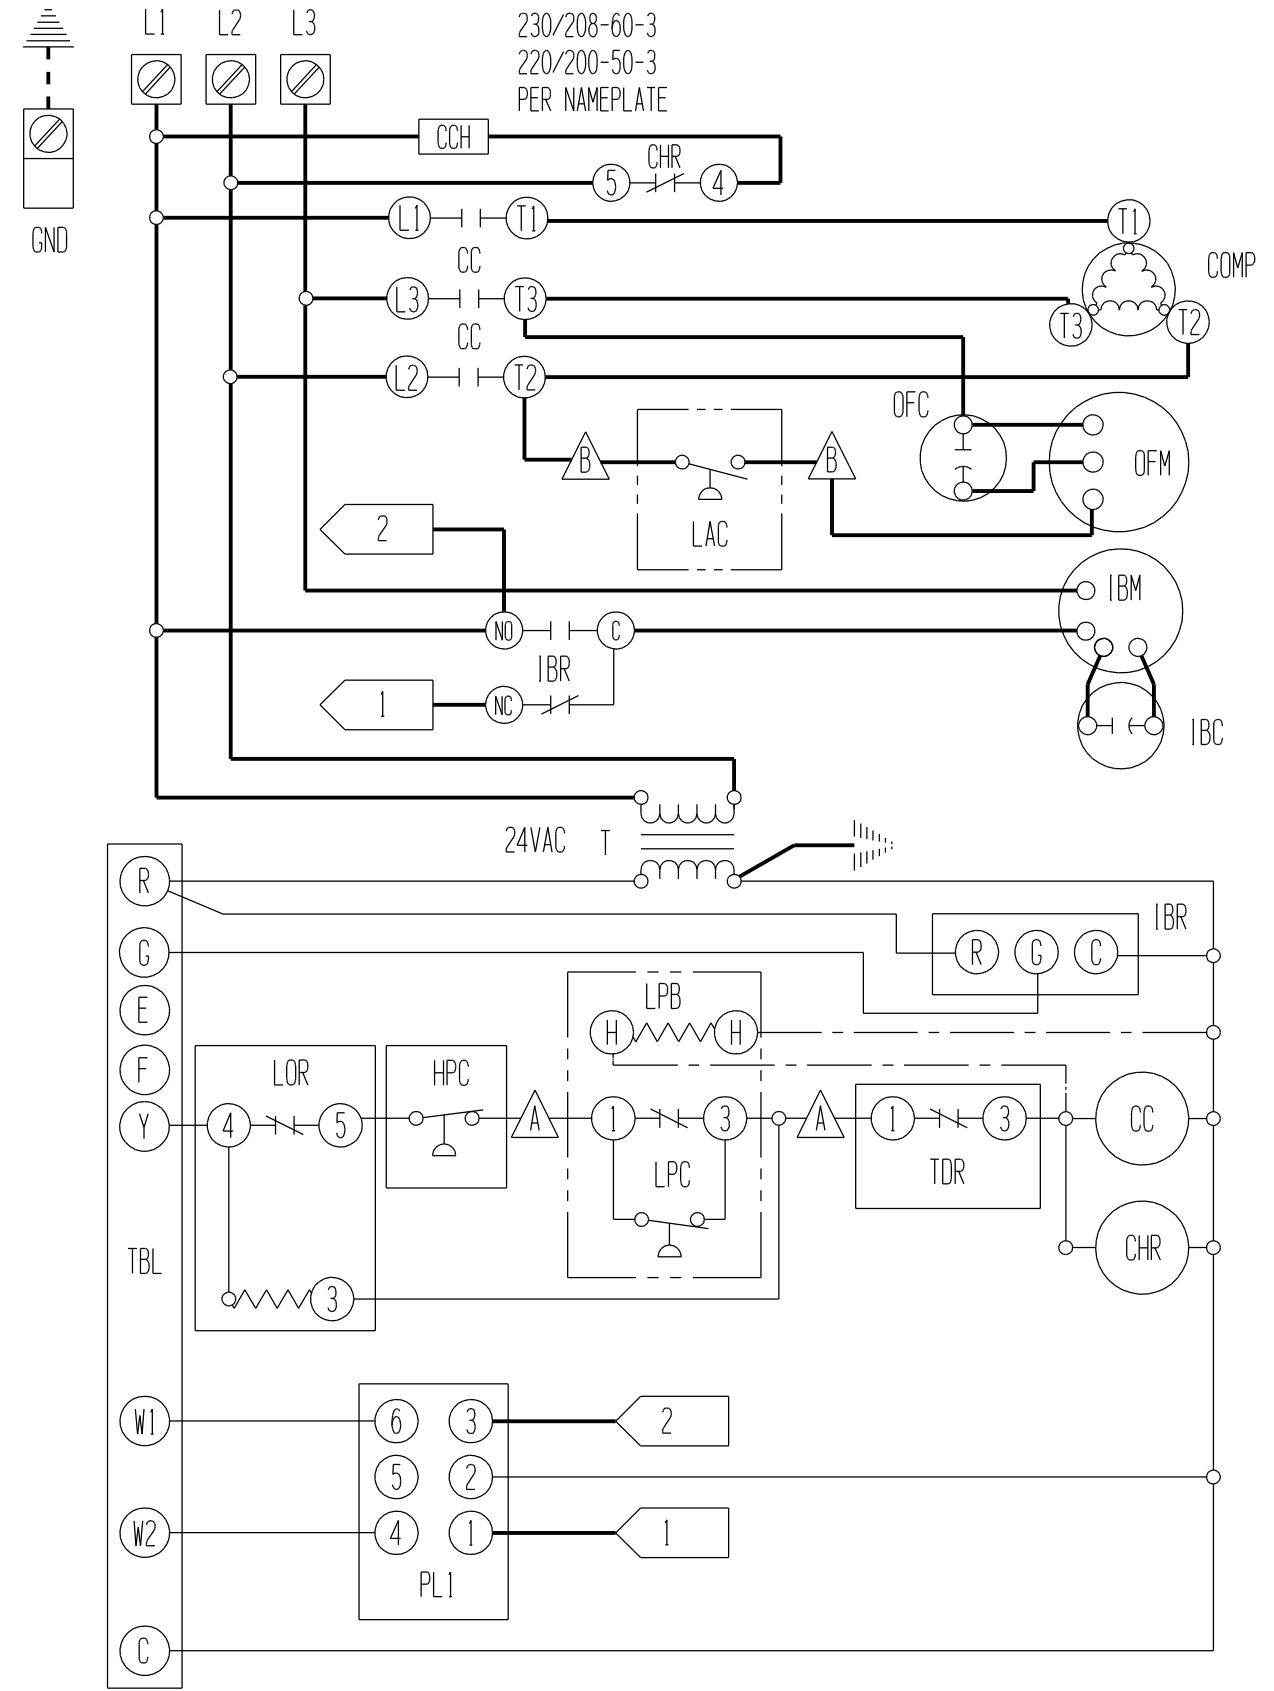 L1 L2 L3 230/208-60-3
220/200-50-3
PER NAMEPLATE
CCH
CHR
5 4
GND
L1 T1 T1
CC
COMP
L3 T3 T3 T2
CC
L2 T2
OFC
B B OFM
2
LAC
IBM
NO C
IBR
1 NC
IBC
24VAC T
R
IBR
G R G C
E LPB
F H H
LOR HPC
Y 4 5 A 1 3 A 1 3 CC
LPC TDR
TBL CHR
3
W1 6 3 2
5 2
W2 4 1 1
PL1
C